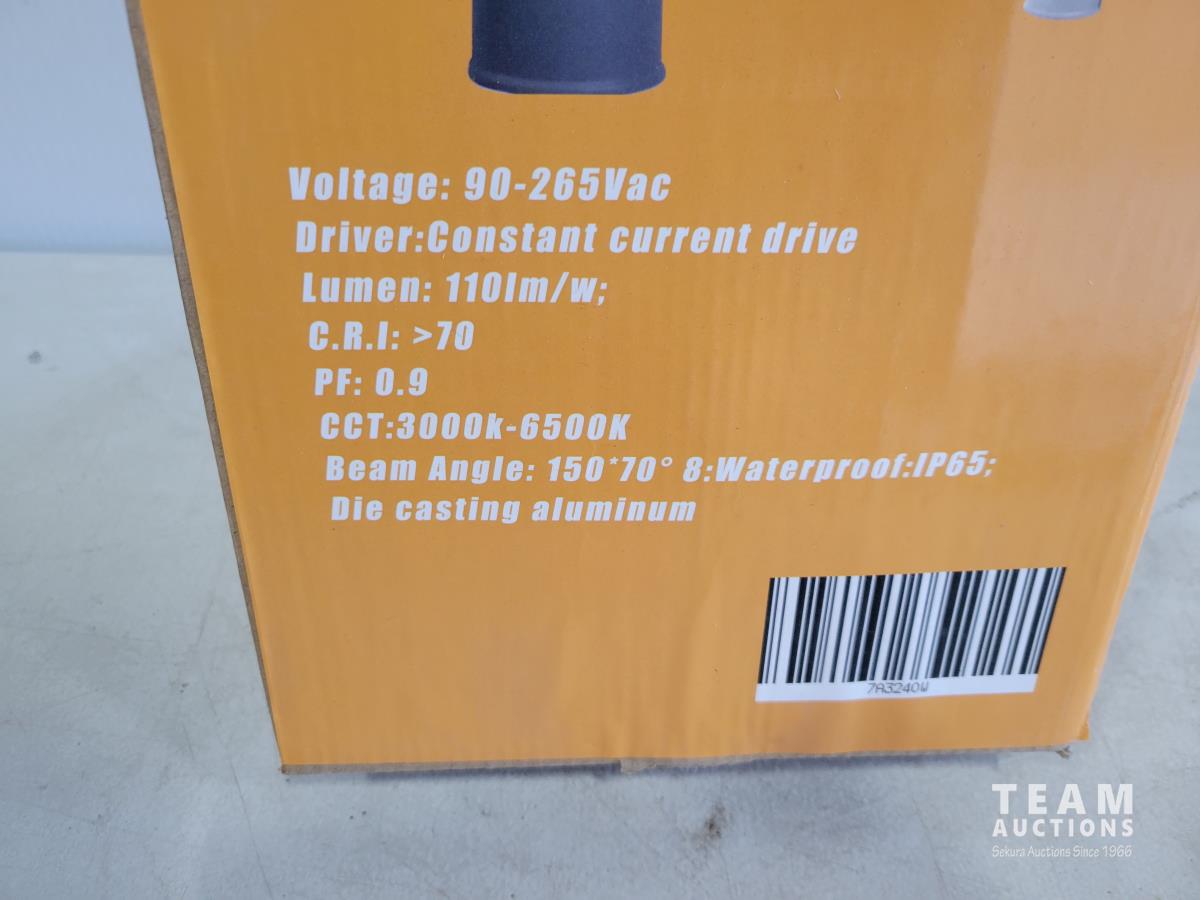 Voltage: 90-265Vac
Driver:Constant current drive
Lumen: 110lm/w;
C.R.I: >70
PF: 0.9
CCT:3000k-6500K
Beam Angle: 150*70° 8:Waterproof:IP65;
Die casting aluminum
7A3240W
TEAM
AUCTIONS
Sekura Auctions Since 1966